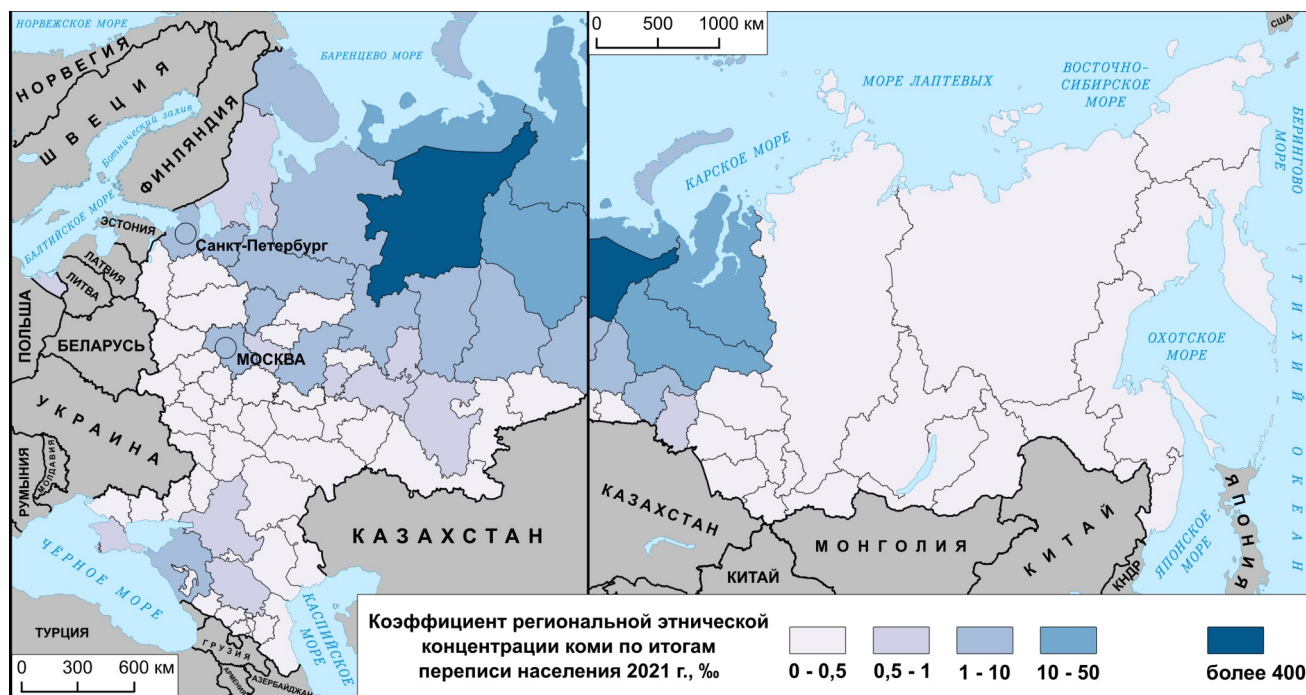 НОРВЕЖСКОЕ МОРЕ
НОРВЕГИЯ
ШВЕЦИЯ
Ботнический залив
ФИНЛЯНДИЯ
БАРЕНЦЕВО МОРЕ
БАЛТИЙСКОЕ МОРЕ
ЭСТОНИЯ
Санкт-Петербург
ЛАТВИЯ
ЛИТВА
ПОЛЬША
БЕЛАРУСЬ
МОСКВА
УКРАИНА
РУМЫНИЯ
МОЛДАВИЯ
КАЗАХСТАН
ЧЁРНОЕ МОРЕ
КАСПИЙСКОЕ
МОРЕ
ТУРЦИЯ
ГРУЗИЯ
АРМЕНИЯ
АЗЕРБАЙДЖАН
0 300 600 км
0 500 1000 км
США
МОРЕ ЛАПТЕВЫХ
ВОСТОЧНО-
СИБИРСКОЕ
МОРЕ
БЕРИНГОВО
МОРЕ
КАРСКОЕ МОРЕ
ОХОТСКОЕ
МОРЕ
ТИХИЙ ОКЕАН
КАЗАХСТАН
КИТАЙ
МОНГОЛИЯ
КИТАЙ
КНДР
ЯПОНСКОЕ
МОРЕ
ЯПОНИЯ
Коэффициент региональной этнической
концентрации коми по итогам
переписи населения 2021 г., ‰
0 - 0,5
0,5 - 1
1 - 10
10 - 50
более 400